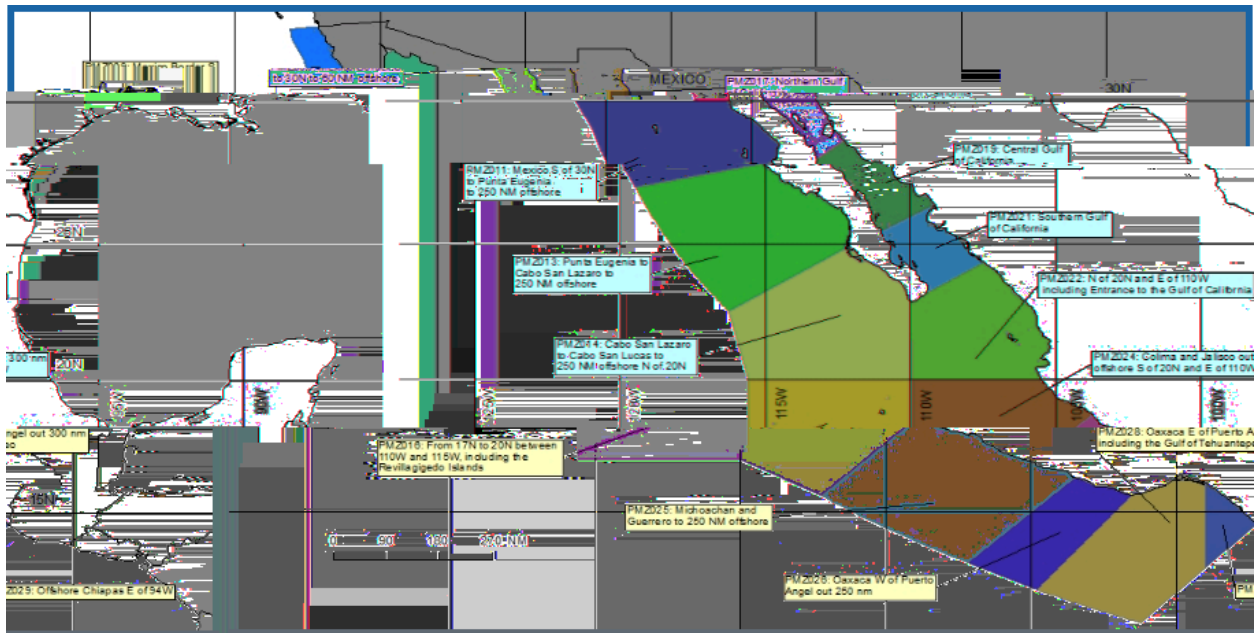 to 30N to 60 NM offshore
MEXICO
PMZ017: Northern Gulf
30N
PMZ019: Central Gulf
of California
PMZ011: Mexico S of 30N
to Punta Eugenia
to 250 NM offshore
PMZ021: Southern Gulf
of California
25N
PMZ013: Punta Eugenia to
Cabo San Lazaro to
250 NM offshore
PMZ022: N of 20N and E of 110W
including Entrance to the Gulf of California
PMZ014: Cabo San Lazaro
to Cabo San Lucas to
250 NM offshore N of 20N
300 nm
20N
PMZ024: Colima and Jalisco out
offshore S of 20N and E of 110W
90W
115W
110W
100W
ngel out 300 nm
PMZ016: From 17N to 20N between
110W and 115W, including the
Revillagigedo Islands
PMZ028: Oaxaca E of Puerto A
including the Gulf of Tehuantepe
15N
PMZ025: Michoachan and
Guerrero to 250 NM offshore
0 90 180 270 NM
Z029: Offshore Chiapas E of 94W
PMZ026: Oaxaca W of Puerto
Angel out 250 nm
PM